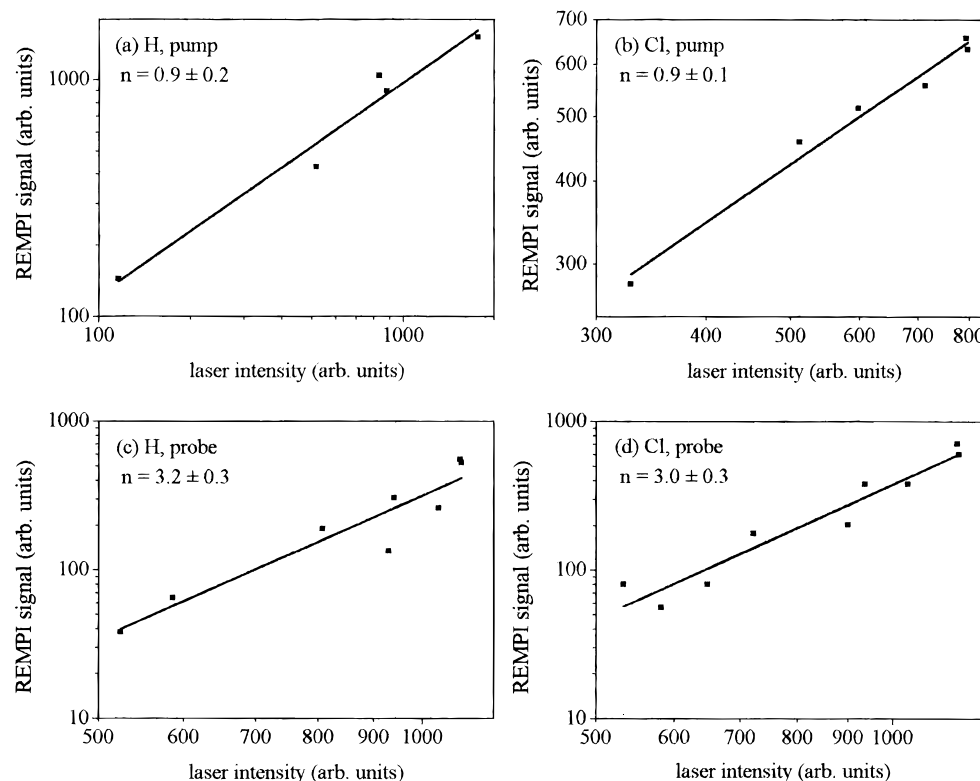 (a) H, pump
n = 0.9 ± 0.2
REMPI signal (arb. units)
1000
100
100
1000
laser intensity (arb. units)
(b) Cl, pump
n = 0.9 ± 0.1
REMPI signal (arb. units)
700
600
500
400
300
300
400
500
600
700
800
laser intensity (arb. units)
(c) H, probe
n = 3.2 ± 0.3
REMPI signal (arb. units)
1000
100
10
500
600
700
800
900
1000
laser intensity (arb. units)
(d) Cl, probe
n = 3.0 ± 0.3
REMPI signal (arb. units)
1000
100
10
500
600
700
800
900
1000
laser intensity (arb. units)